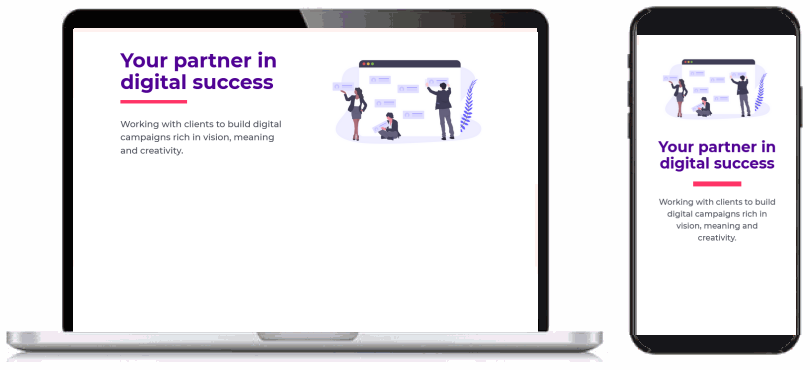 Your partner in
digital success
Working with clients to build digital
campaigns rich in vision, meaning
and creativity.
Your partner in
digital success
Working with clients to build
digital campaigns rich in
vision, meaning and
creativity.